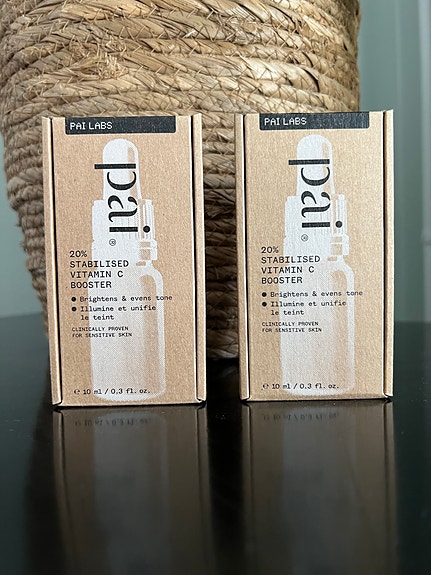 PAI LABS
pai®
20%
STABILISED
VITAMIN C
BOOSTER
● Brightens & evens tone
● Illumine et unifie
le teint
CLINICALLY PROVEN
FOR SENSITIVE SKIN
℮ 10 ml / 0.3 fl. oz.
PAI LABS
pai®
20%
STABILISED
VITAMIN C
BOOSTER
● Brightens & evens tone
● Illumine et unifie
le teint
CLINICALLY PROVEN
FOR SENSITIVE SKIN
℮ 10 ml / 0.3 fl. oz.